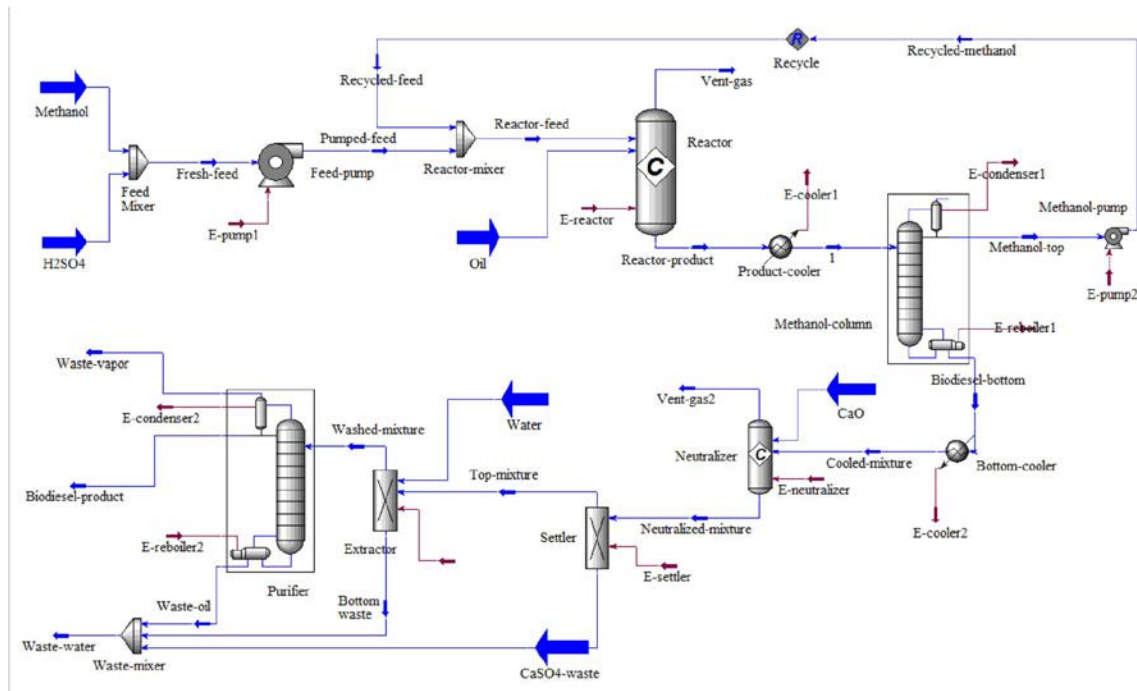 R
Recycle
Recycled-methanol
Recycled-feed
Vent-gas
Methanol
Pumped-feed
Reactor-feed
Reactor
C
E-cooler1
E-condenser1
Fresh-feed
Feed-pump
Reactor-mixer
Feed
Mixer
E-reactor
Methanol-pump
Methanol-top
E-pump1
H2SO4
Oil
Reactor-product
Product-cooler
1
E-pump2
Methanol-column
E-reboiler1
Waste-vapor
Biodiesel-bottom
Vent-gas2
CaO
E-condenser2
Water
Washed-mixture
Neutralizer
C
Cooled-mixture
Bottom-cooler
Top-mixture
E-neutralizer
Biodiesel-product
Neutralized-mixture
E-cooler2
E-reboiler2
Extractor
Settler
E-settler
Purifier
Waste-oil
Bottom
waste
Waste-water
Waste-mixer
CaSO4-waste